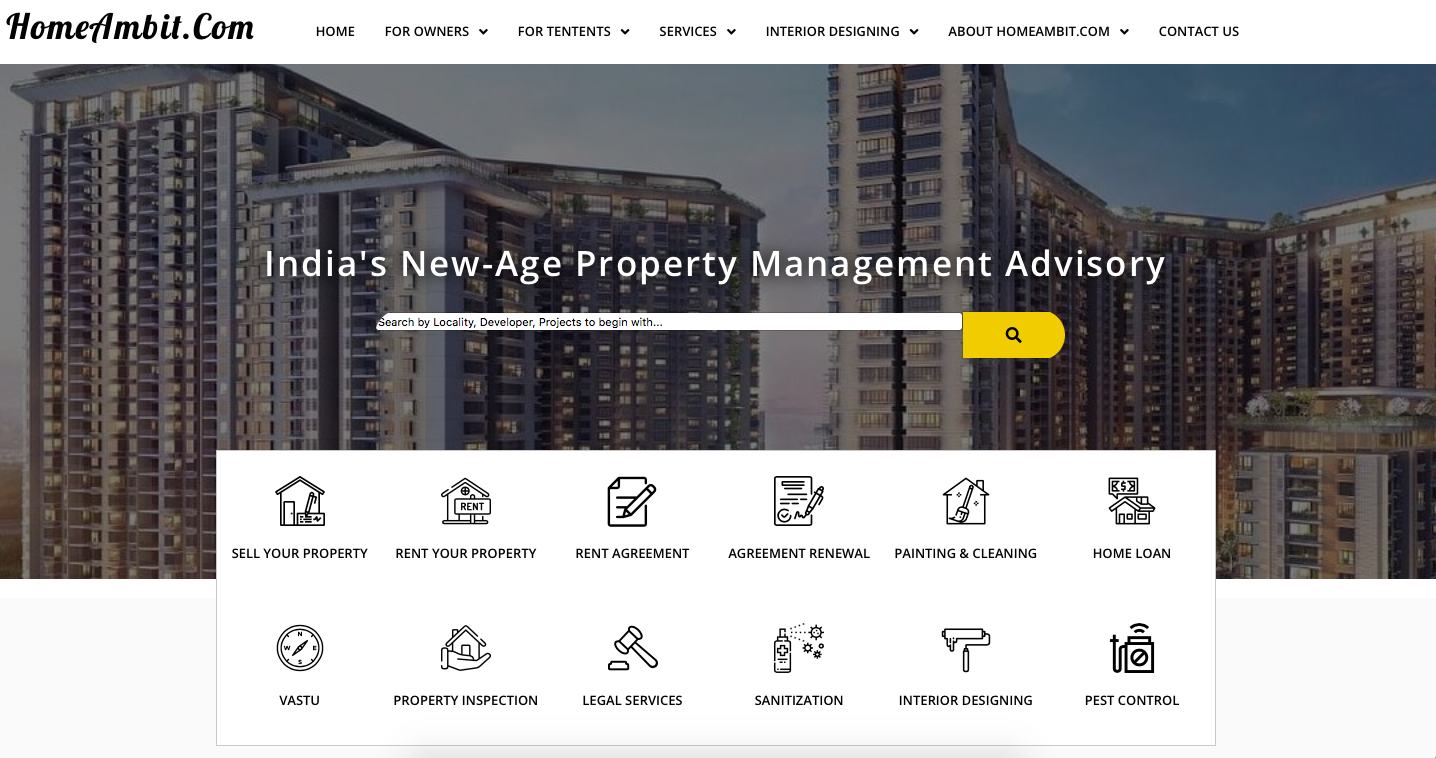 HomeAmbit.Com
HOME FOR OWNERS FOR TENTENTS SERVICES INTERIOR DESIGNING ABOUT HOMEAMBIT.COM CONTACT US
India's New-Age Property Management Advisory
Search by Locality, Developer, Projects to begin with...
RENT
$
SELL YOUR PROPERTY RENT YOUR PROPERTY RENT AGREEMENT AGREEMENT RENEWAL PAINTING & CLEANING HOME LOAN
N
W E
S
VASTU PROPERTY INSPECTION LEGAL SERVICES SANITIZATION INTERIOR DESIGNING PEST CONTROL